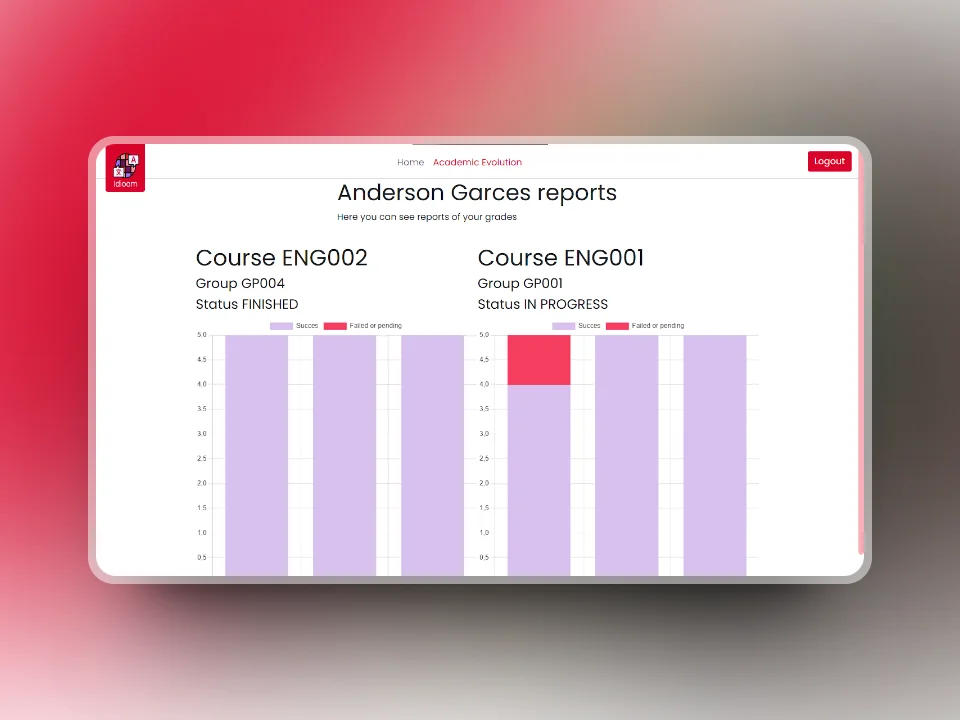 A
文
Idioom
Home Academic Evolution
Logout
Anderson Garces reports
Here you can see reports of your grades
Course ENG002
Group GP004
Status FINISHED
Succes Failed or pending
5,0
4,5
4,0
3,5
3,0
2,5
2,0
1,5
1,0
0,5
Course ENG001
Group GP001
Status IN PROGRESS
Succes Failed or pending
5,0
4,5
4,0
3,5
3,0
2,5
2,0
1,5
1,0
0,5